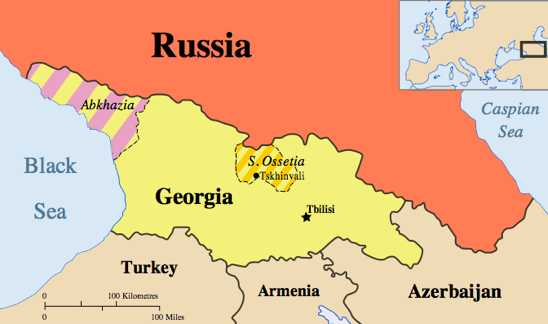 Russia
Abkhazia
Caspian
Sea
Black
Sea
S. Ossetia
Tskhinvali
Georgia
Tbilisi
Turkey
Armenia
Azerbaijan
0 100 Kilometres
0 100 Miles